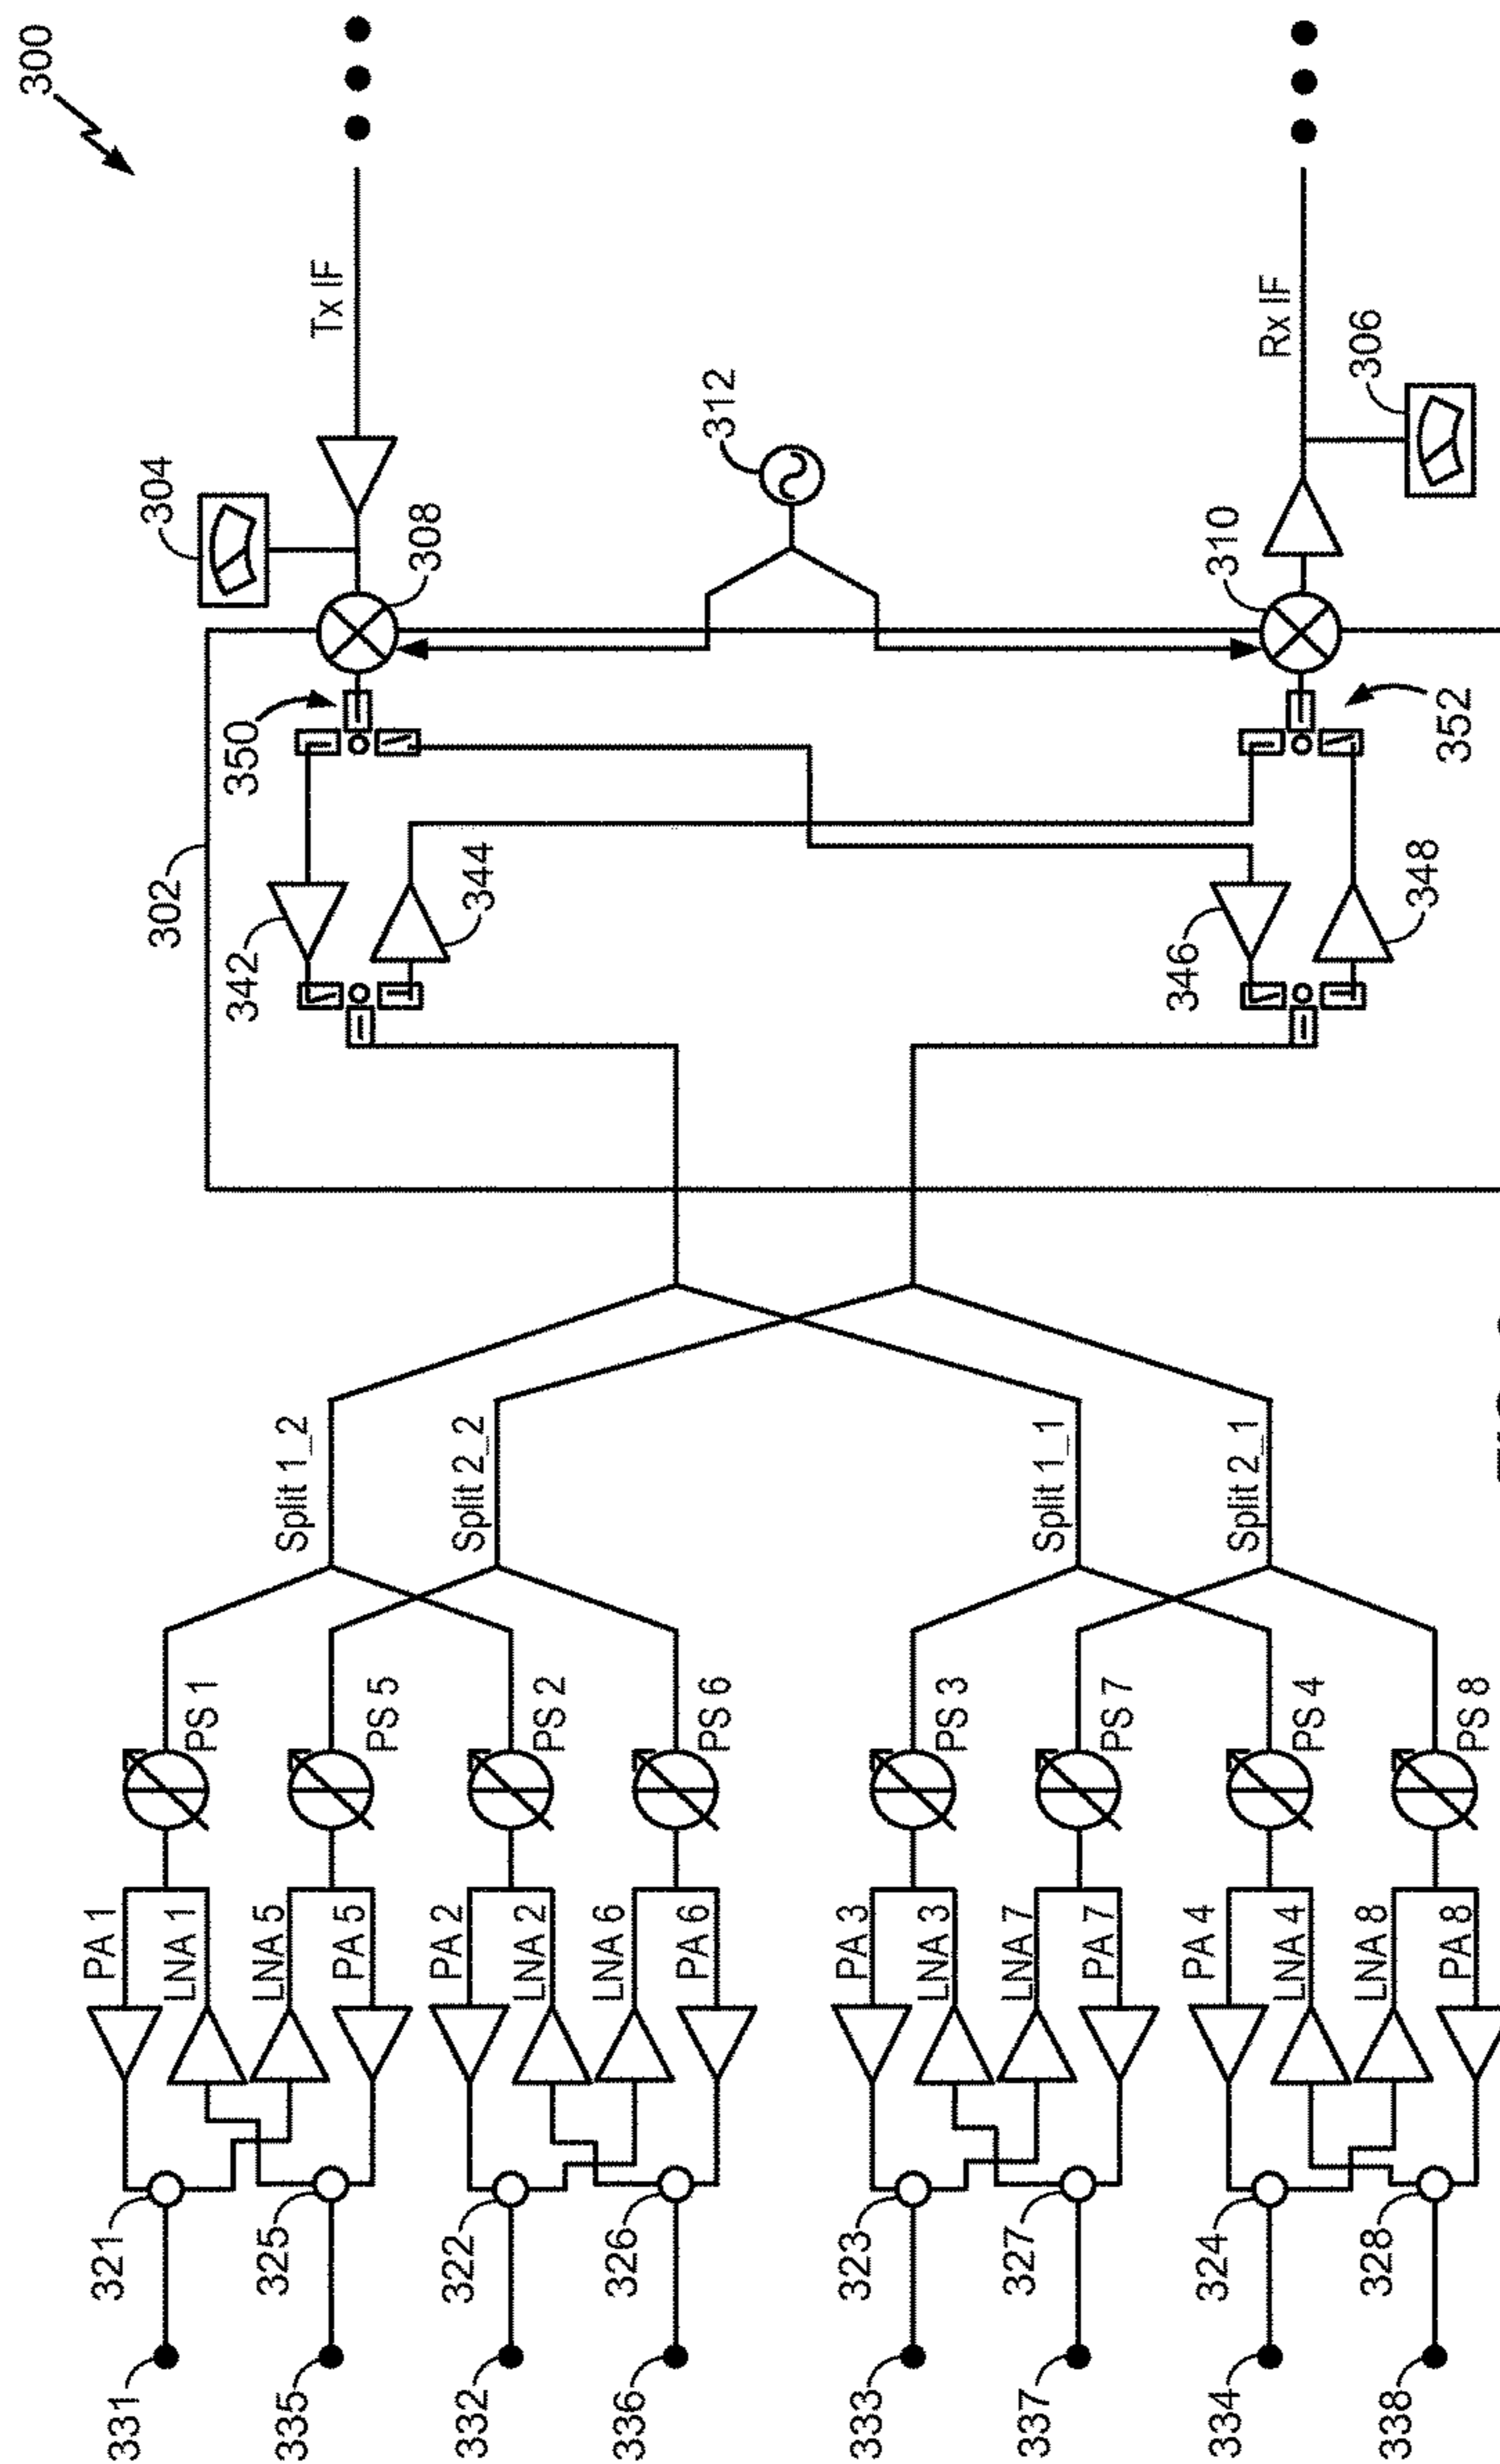 300
Tx IF
Rx IF
304
306
308
310
312
350
352
302
342
344
346
348
Split 1_2
Split 2_2
Split 1_1
Split 2_1
PS 1
PS 5
PS 2
PS 6
PS 3
PS 7
PS 4
PS 8
PA 1
LNA 1
LNA 5
PA 5
PA 2
LNA 2
LNA 6
PA 6
PA 3
LNA 3
LNA 7
PA 7
PA 4
LNA 4
LNA 8
PA 8
321
325
322
326
323
327
324
328
331
335
332
336
333
337
334
338